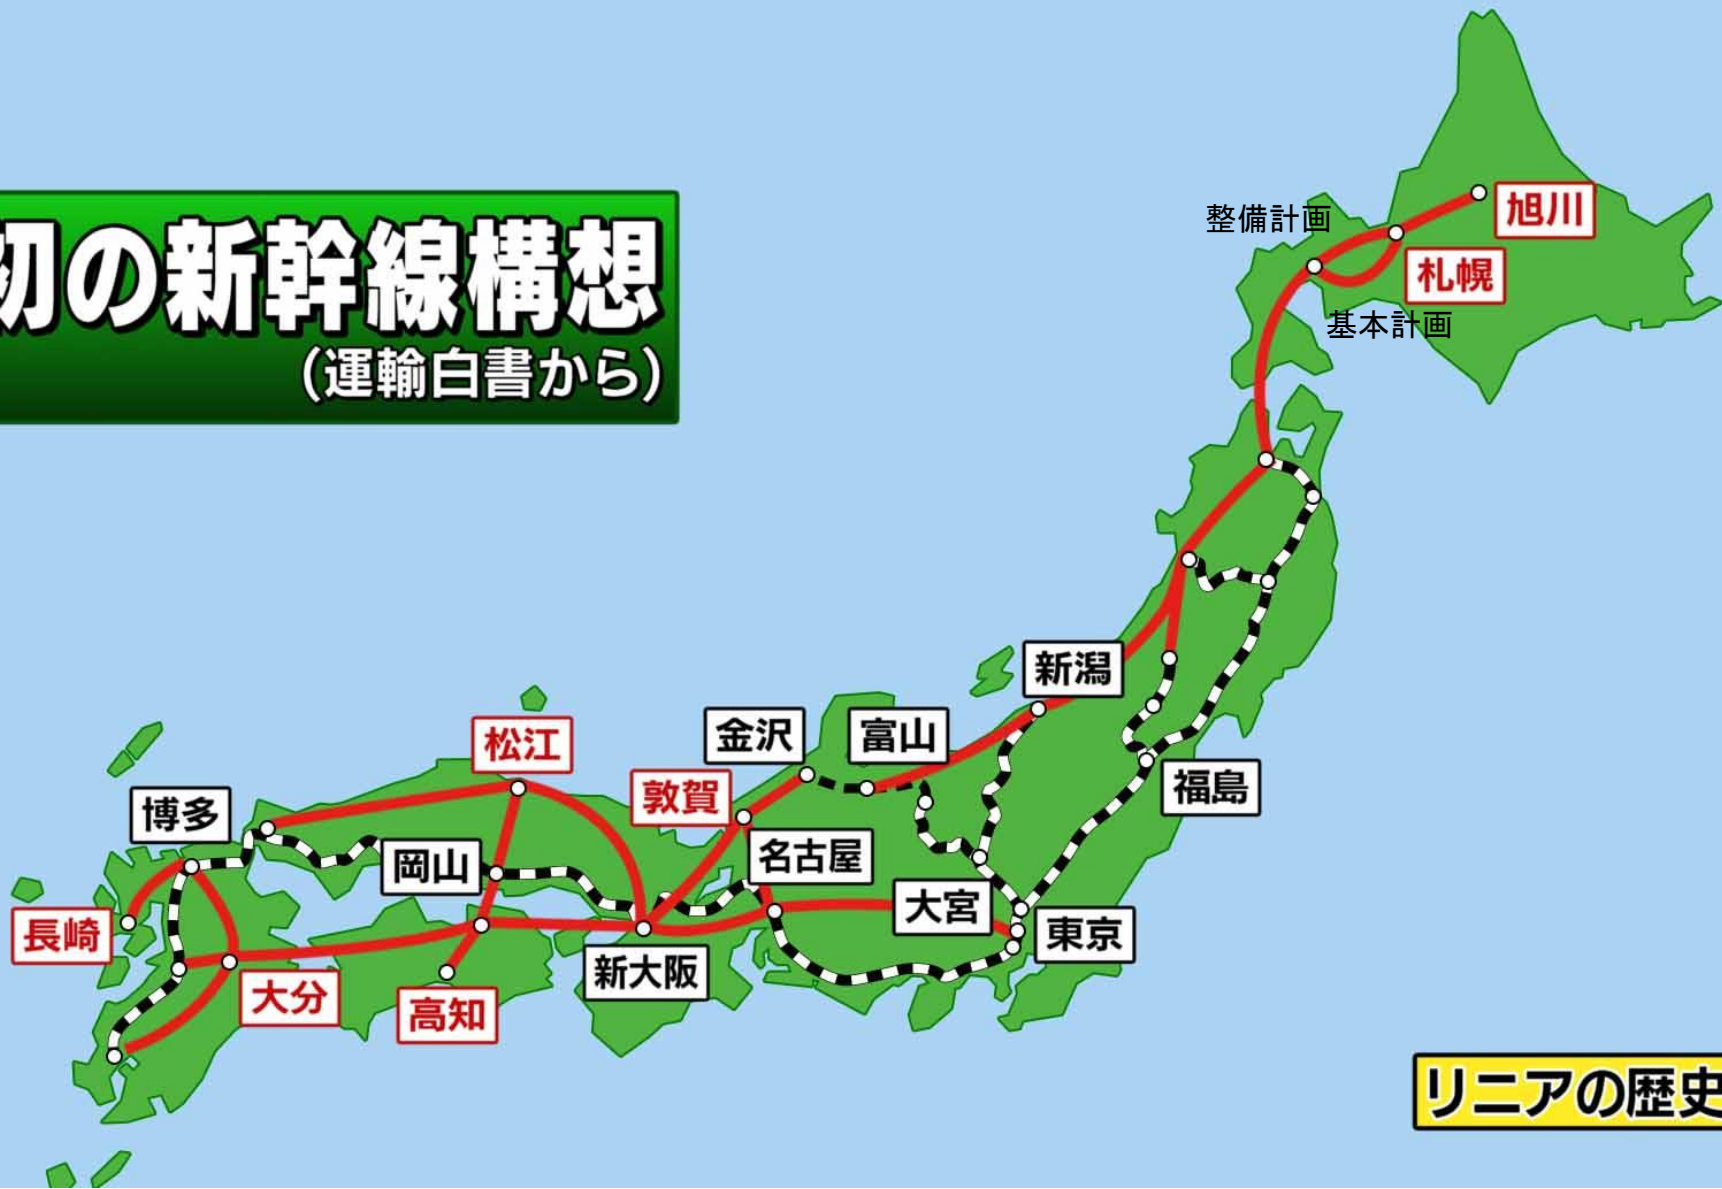 初の新幹線構想
(運輸白書から)
整備計画
旭川
札幌
基本計画
新潟
金沢
富山
松江
敦賀
福島
博多
名古屋
岡山
大宮
東京
長崎
新大阪
大分
高知
リニアの歴史